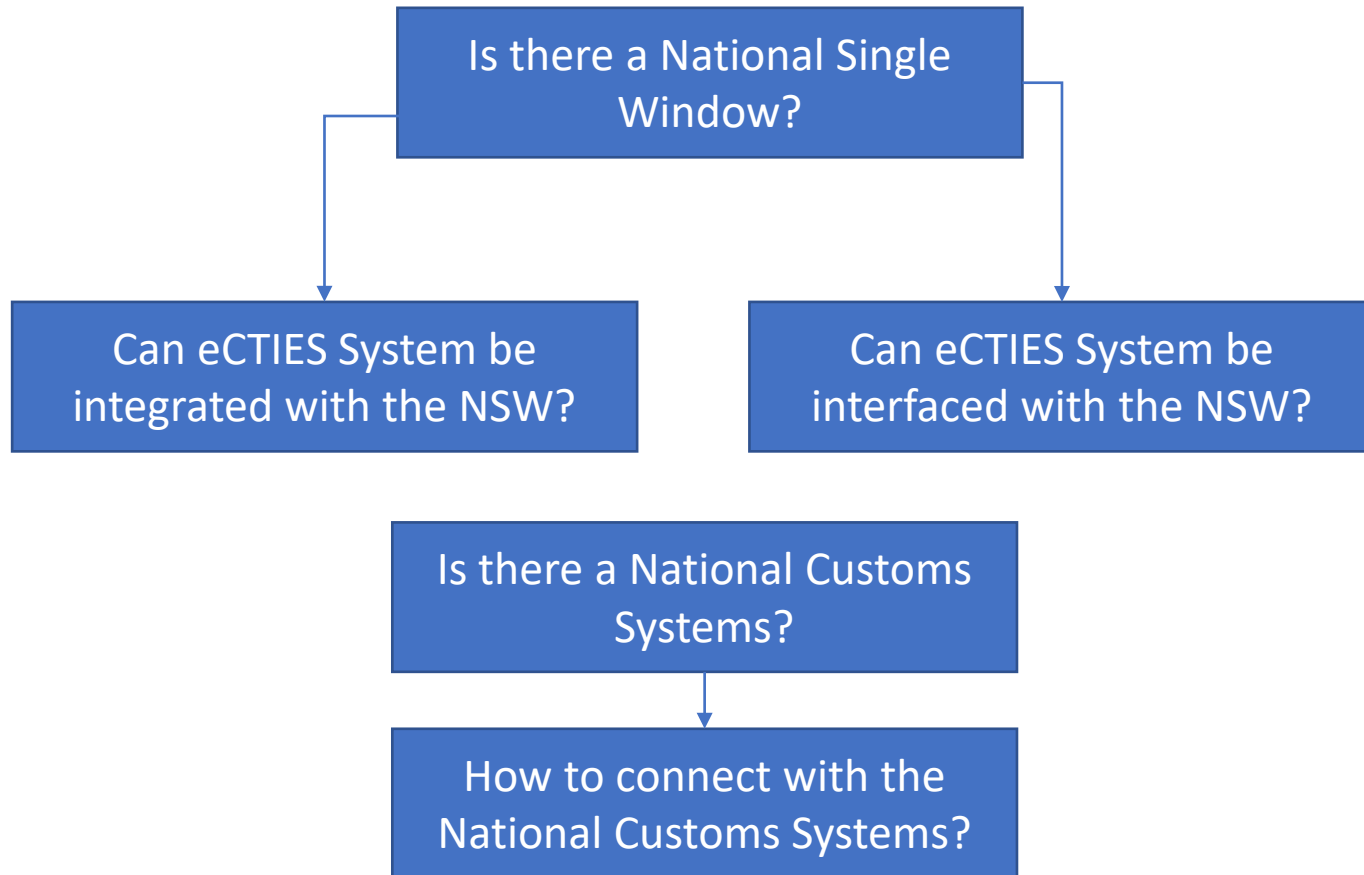 Is there a National Single
Window?
Can eCTIES System be
integrated with the NSW?
Can eCTIES System be
interfaced with the NSW?
Is there a National Customs
Systems?
How to connect with the
National Customs Systems?